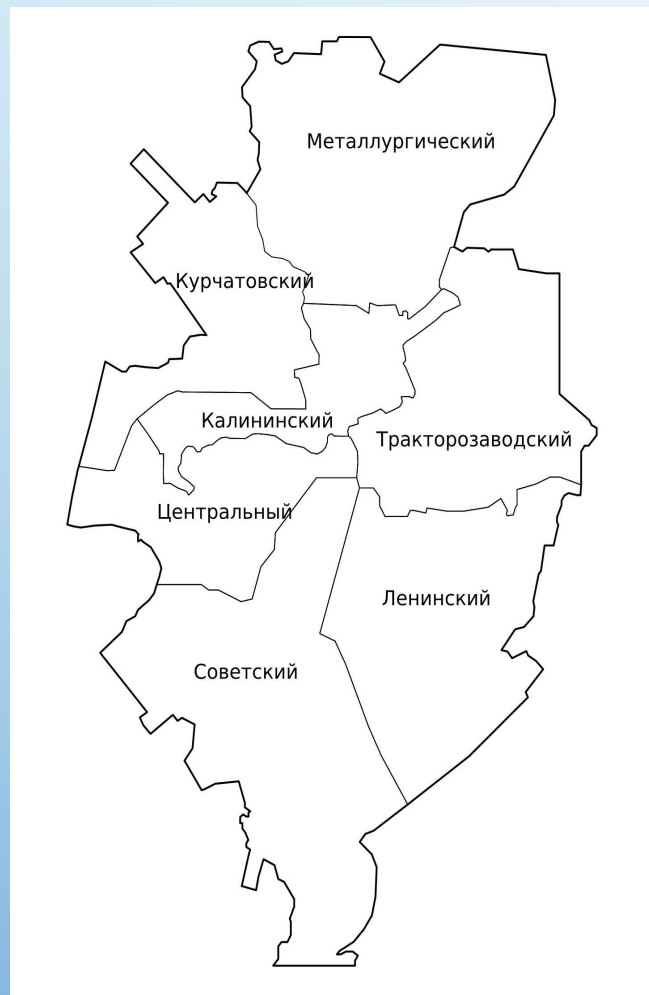 Металлургический
Курчатовский
Калининский
Тракторозаводский
Центральный
Ленинский
Советский